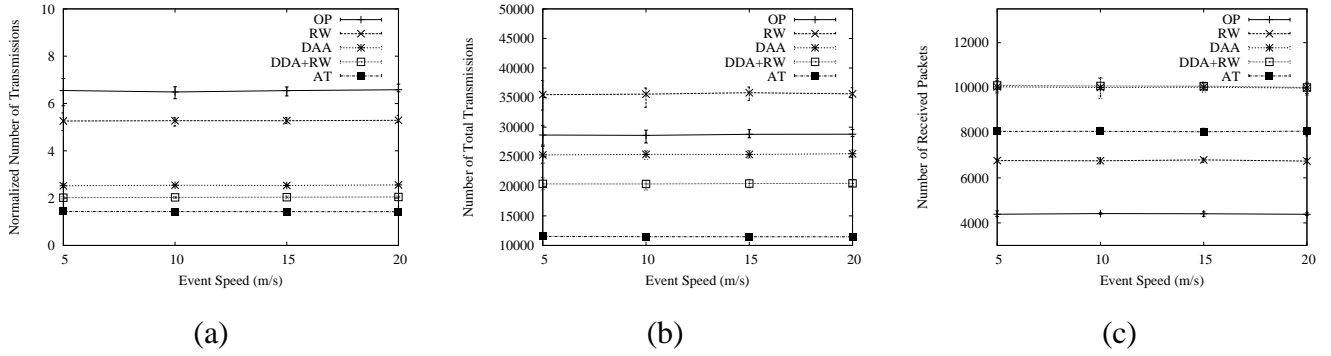 Normalized Number of Transmissions
10
8
6
4
2
0
5
10
15
20
Event Speed (m/s)
OP
RW
DAA
DDA+RW
AT
(a)
Number of Total Transmissions
50000
45000
40000
35000
30000
25000
20000
15000
10000
5
10
15
20
Event Speed (m/s)
OP
RW
DAA
DDA+RW
AT
(b)
Number of Received Packets
12000
10000
8000
6000
4000
5
10
15
20
Event Speed (m/s)
OP
RW
DAA
DDA+RW
AT
(c)